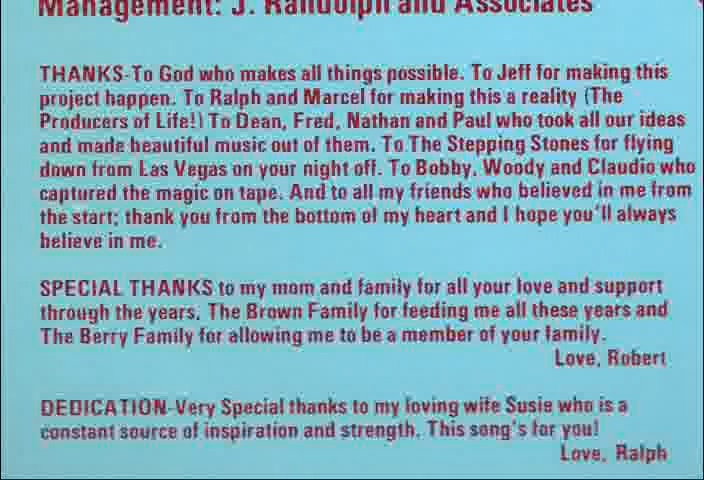 Management: J. Randolph and Associates
THANKS-To God who makes all things possible. To Jeff for making this
project happen. To Ralph and Marcel for making this a reality (The
Producers of Life!) To Dean, Fred, Nathan and Paul who took all our ideas
and made beautiful music out of them. To The Stepping Stones for flying
down from Las Vegas on your night off. To Bobby, Woody and Claudio who
captured the magic on tape. And to all my friends who believed in me from
the start; thank you from the bottom of my heart and I hope you'll always
believe in me.
SPECIAL THANKS to my mom and family for all your love and support
through the years. The Brown Family for feeding me all these years and
The Berry Family for allowing me to be a member of your family.
Love, Robert
DEDICATION-Very Special thanks to my loving wife Susie who is a
constant source of inspiration and strength. This song's for you!
Love, Ralph